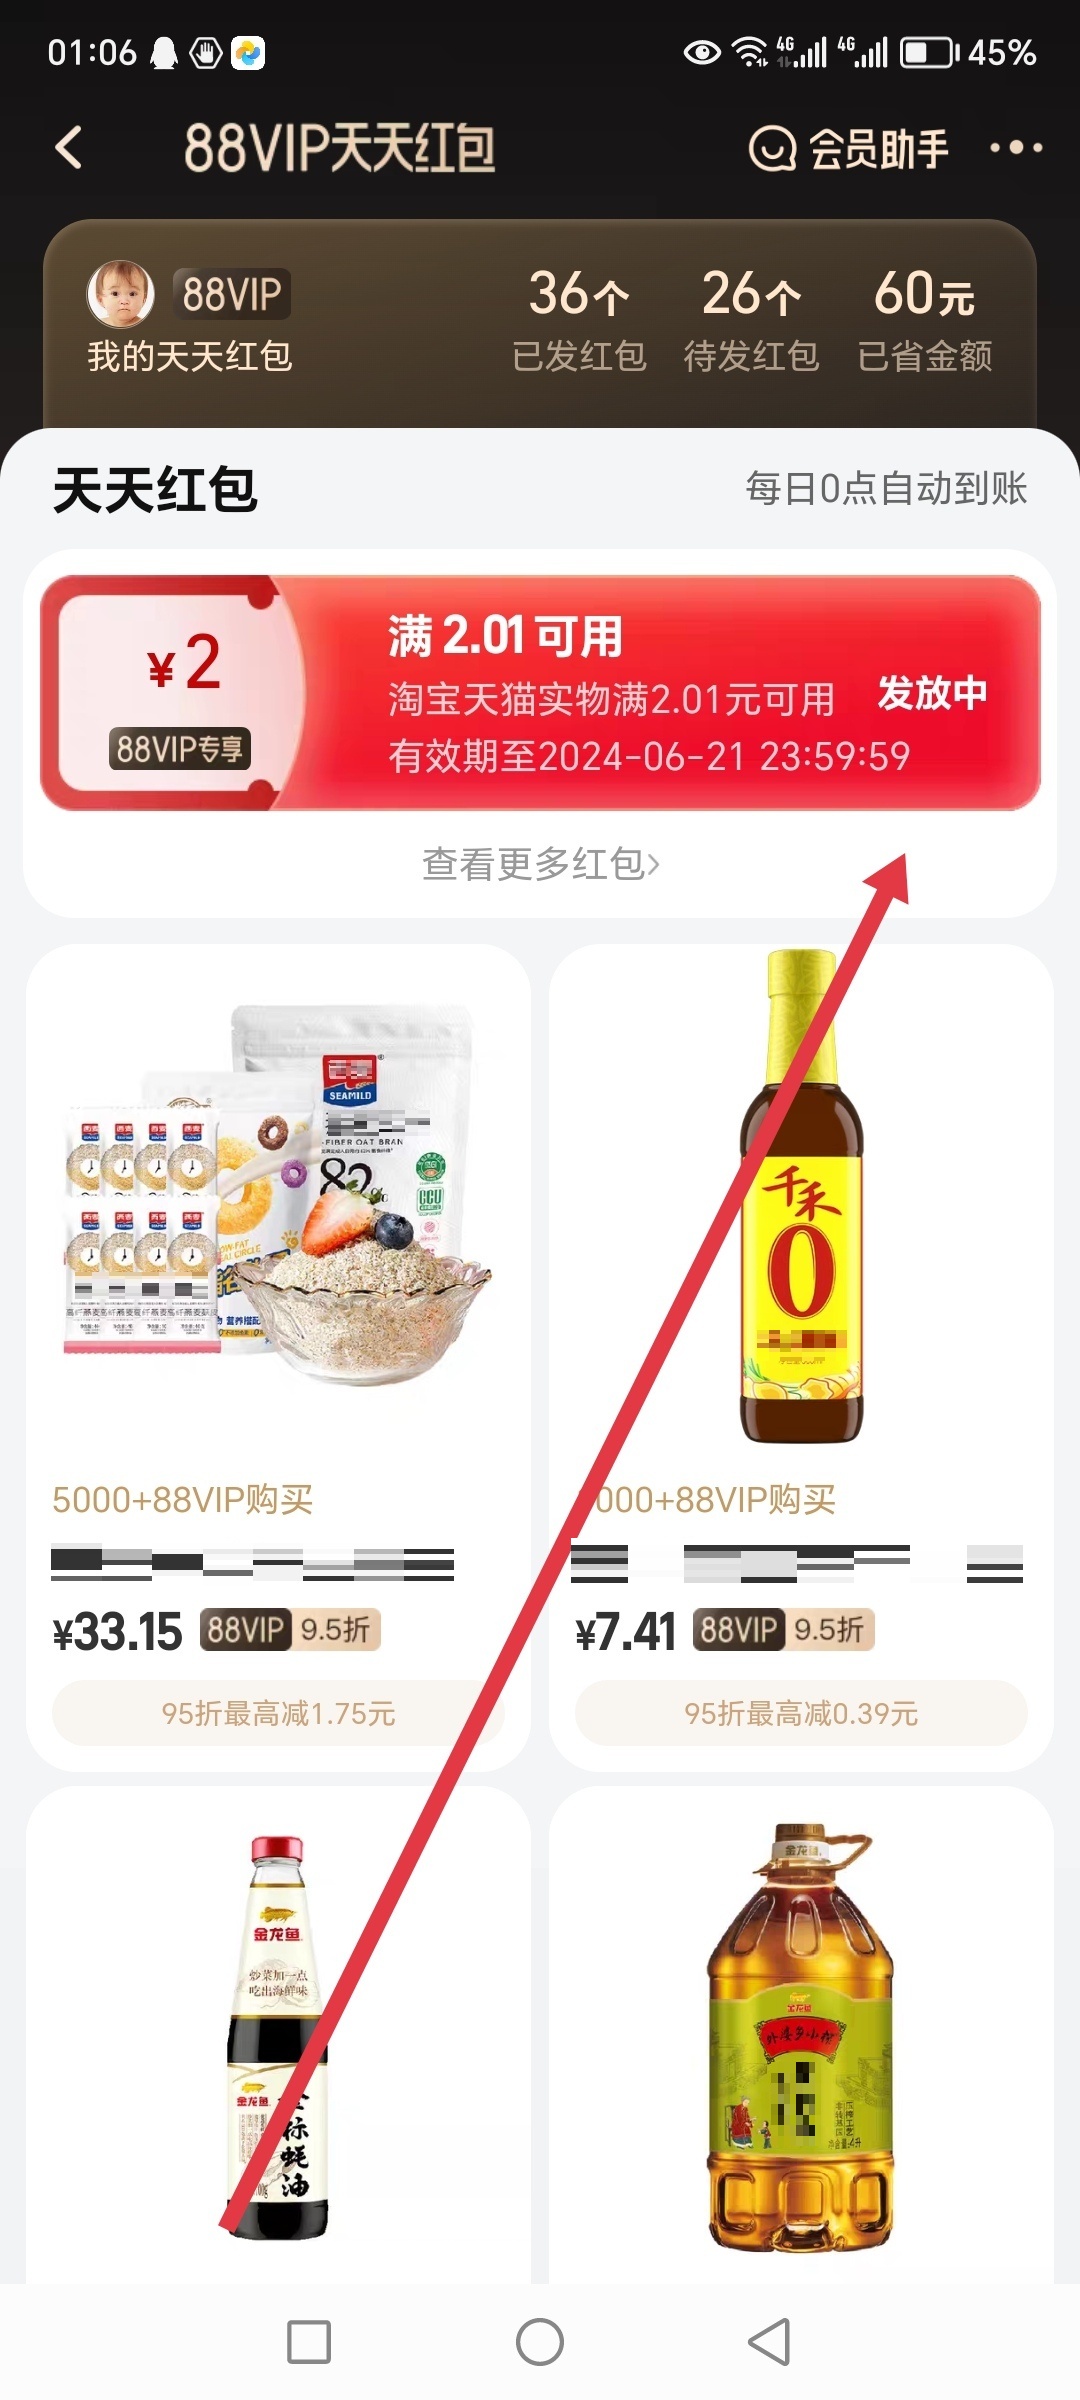 01:06
4G
4G
45%
88VIP天天红包
会员助手
88VIP
36个
26个
60元
我的天天红包
已发红包
待发红包
已省金额
天天红包
每日0点自动到账
¥2
88VIP专享
满 2.01 可用
淘宝天猫实物满2.01元可用
有效期至2024-06-21 23:59:59
发放中
查看更多红包
SEAMILD
-FIBER OAT BRAN
82%
千禾
0
5000+88VIP购买
000+88VIP购买
¥33.15
88VIP 9.5折
¥7.41
88VIP 9.5折
95折最高减1.75元
95折最高减0.39元
金龙鱼
炒菜加一点
吃出海鲜味
金龙鱼
标蚝油
金龙鱼
金龙鱼
外婆乡小榨